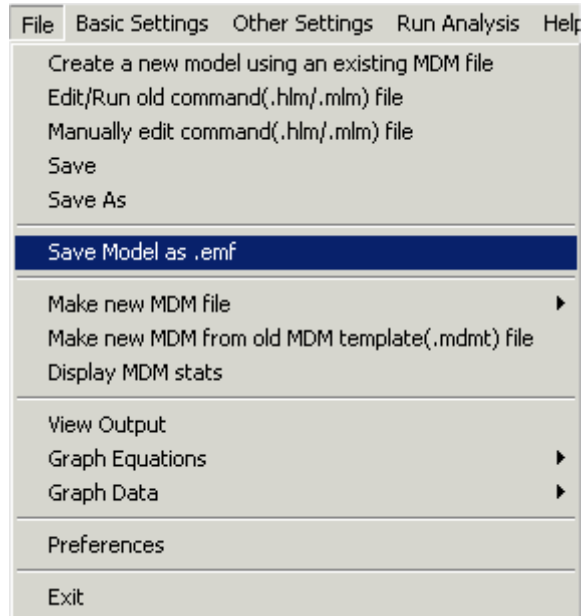 File Basic Settings Other Settings Run Analysis Help
Create a new model using an existing MDM file
Edit/Run old command(.hlm/.mlm) file
Manually edit command(.hlm/.mlm) file
Save
Save As
Save Model as .emf
Make new MDM file
Make new MDM from old MDM template(.mdmt) file
Display MDM stats
View Output
Graph Equations
Graph Data
Preferences
Exit